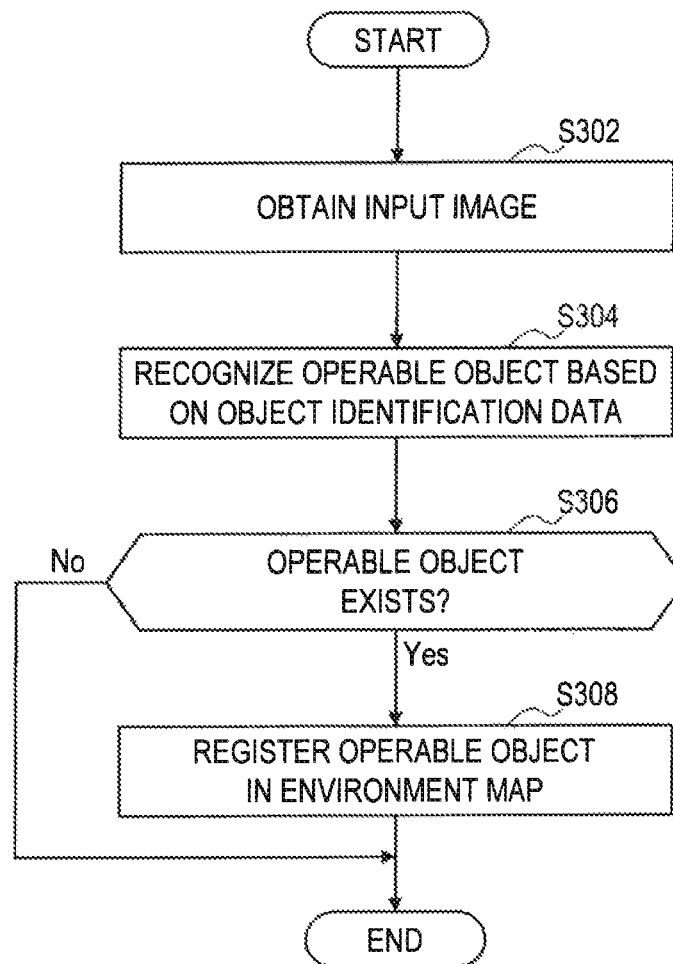 START
S302
OBTAIN INPUT IMAGE
S304
RECOGNIZE OPERABLE OBJECT BASED
ON OBJECT IDENTIFICATION DATA
S306
No
OPERABLE OBJECT
EXISTS?
Yes
S308
REGISTER OPERABLE OBJECT
IN ENVIRONMENT MAP
END